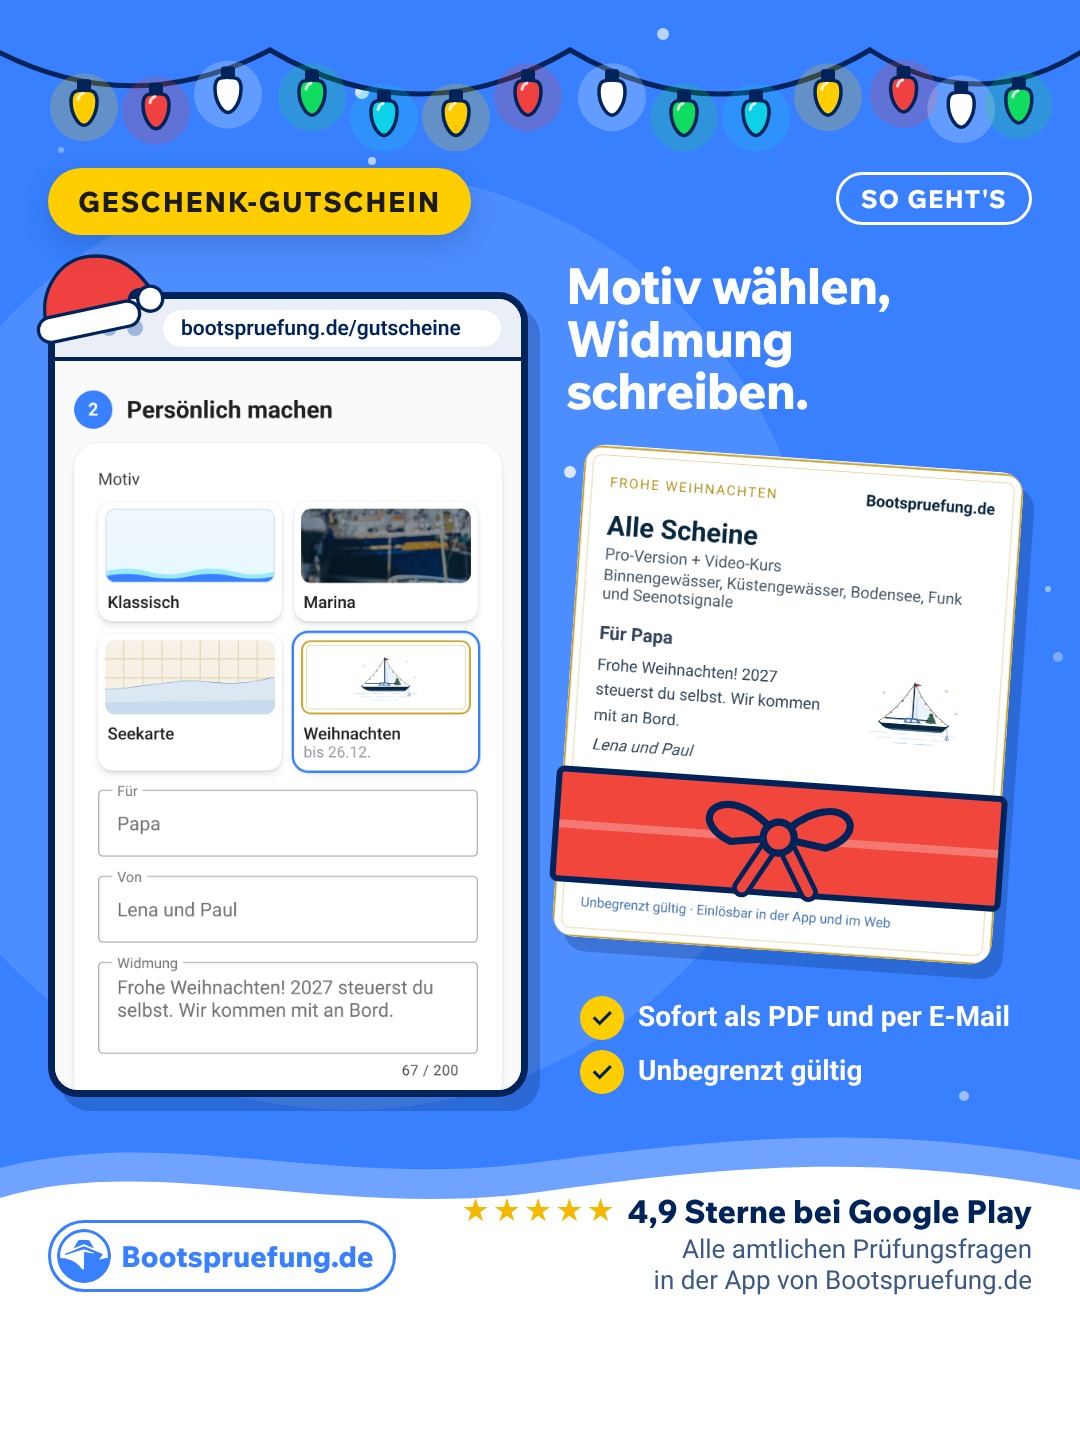 GESCHENK-GUTSCHEIN
SO GEHT'S
bootspruefung.de/gutscheine
2 Persönlich machen
Motiv
Klassisch
Marina
Seekarte
Weihnachten
bis 26.12.
Für
Papa
Von
Lena und Paul
Widmung
Frohe Weihnachten! 2027 steuerst du
selbst. Wir kommen mit an Bord.
67 / 200
Motiv wählen,
Widmung
schreiben.
FROHE WEIHNACHTEN
Bootspruefung.de
Alle Scheine
Pro-Version + Video-Kurs
Binnengewässer, Küstengewässer, Bodensee, Funk
und Seenotsignale
Für Papa
Frohe Weihnachten! 2027
steuerst du selbst. Wir kommen
mit an Bord.
Lena und Paul
Unbegrenzt gültig · Einlösbar in der App und im Web
Sofort als PDF und per E-Mail
Unbegrenzt gültig
Bootspruefung.de
★★★★★ 4,9 Sterne bei Google Play
Alle amtlichen Prüfungsfragen
in der App von Bootspruefung.de